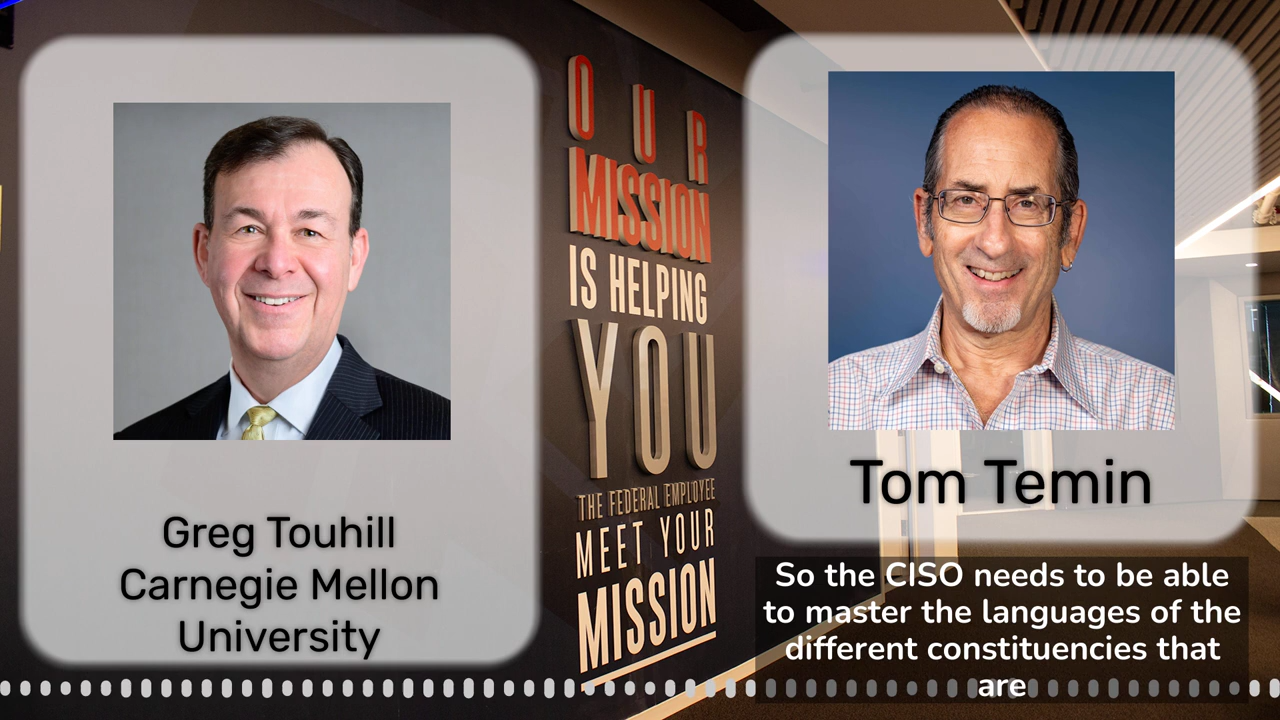 Greg Touhill
Carnegie Mellon
University
OUR
MISSION
IS HELPING
YOU
THE FEDERAL EMPLOYEE
MEET YOUR
MISSION
Tom Temin
So the CISO needs to be able
to master the languages of the
different constituencies that
are